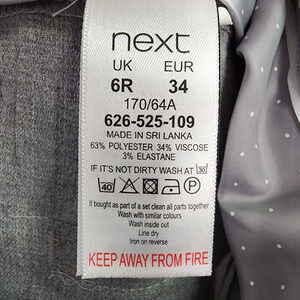 next
UK EUR
6R 34
170/64A
626-525-109
MADE IN SRI LANKA
63% POLYESTER 34% VISCOSE
3% ELASTANE
IF IT'S NOT DIRTY WASH AT 30
40
If bought as part of a set clean all parts together
Wash with similar colours
Wash inside out
Line dry
Iron on reverse
KEEP AWAY FROM FIRE